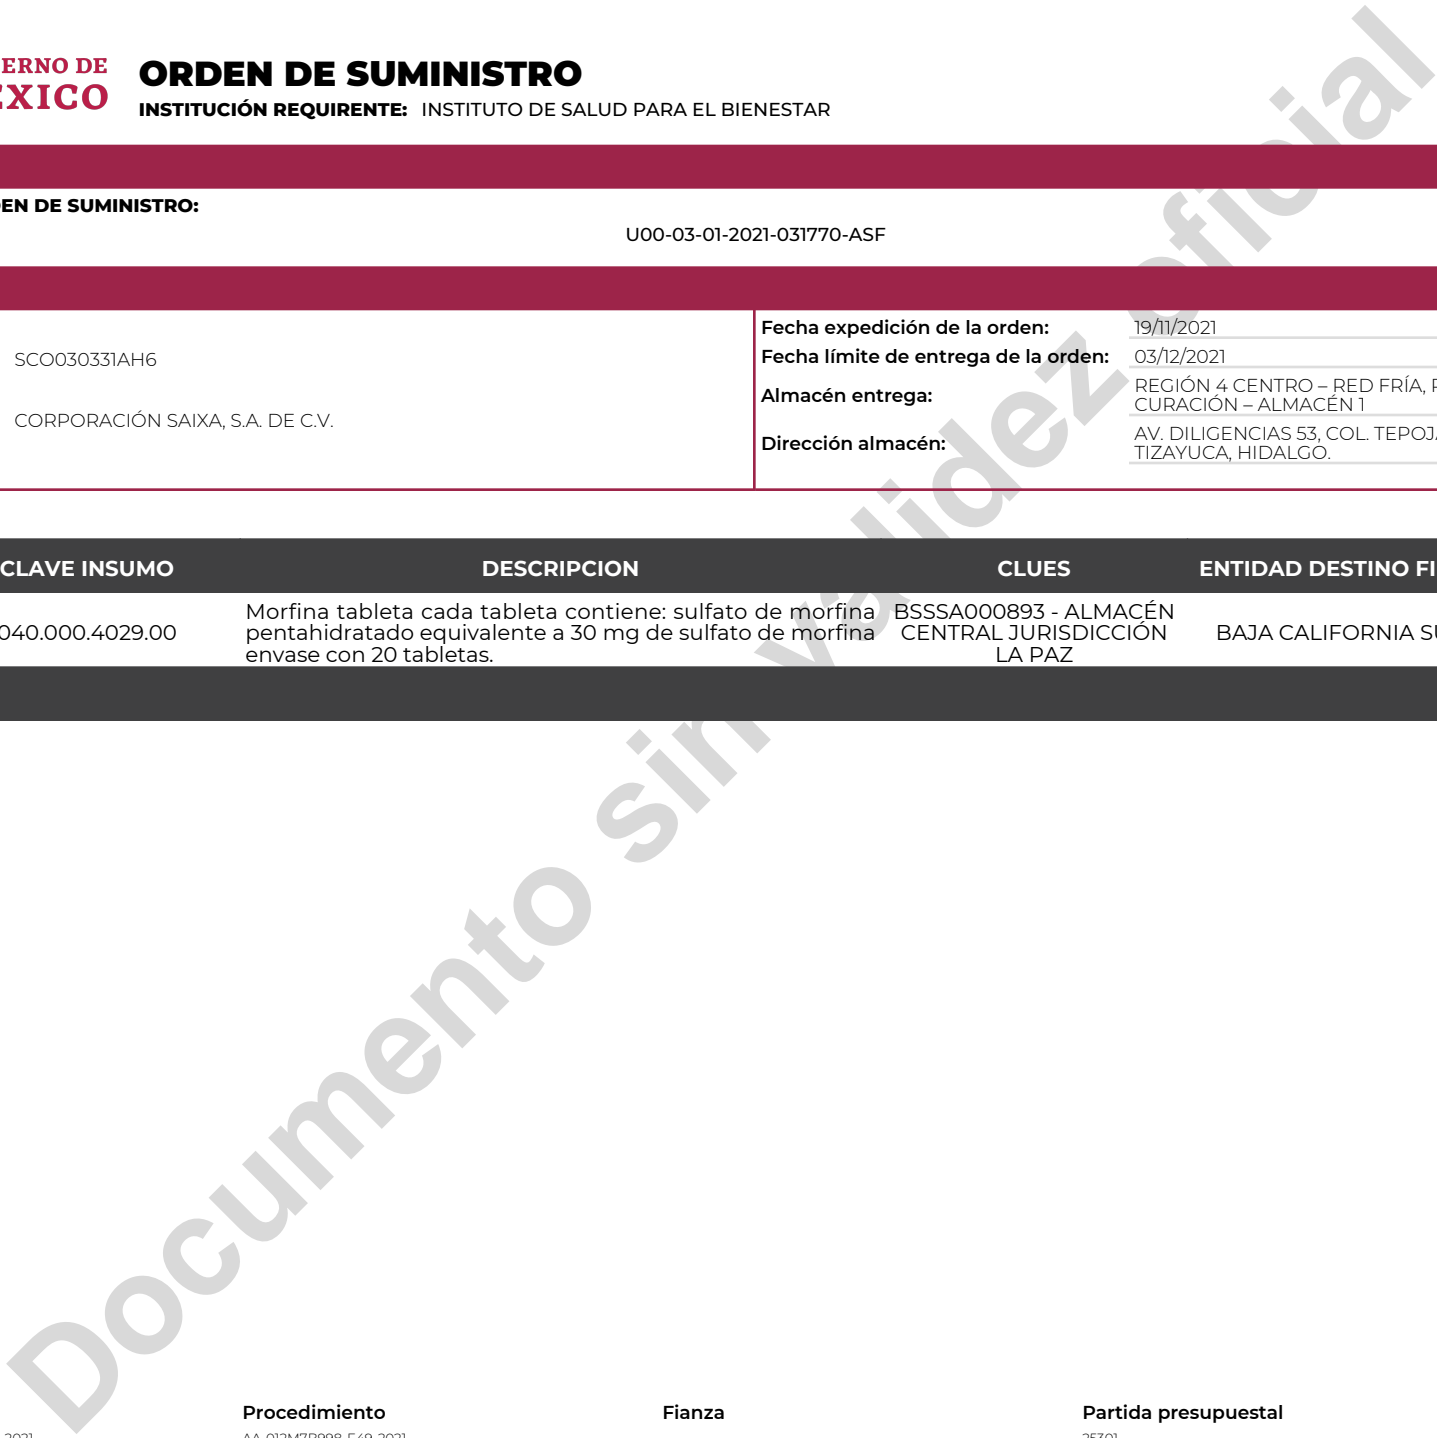 ERNO DE
ÉXICO
ORDEN DE SUMINISTRO
INSTITUCIÓN REQUIRENTE: INSTITUTO DE SALUD PARA EL BIENESTAR
EN DE SUMINISTRO:
U00-03-01-2021-031770-ASF
SCO030331AH6
CORPORACIÓN SAIXA, S.A. DE C.V.
Fecha expedición de la orden: 19/11/2021
Fecha límite de entrega de la orden: 03/12/2021
Almacén entrega: REGIÓN 4 CENTRO – RED FRÍA,
CURACIÓN – ALMACÉN 1
Dirección almacén: AV. DILIGENCIAS 53, COL. TEPOJA
TIZAYUCA, HIDALGO.
CLAVE INSUMO DESCRIPCION CLUES ENTIDAD DESTINO FI
040.000.4029.00
Morfina tableta cada tableta contiene: sulfato de morfina
pentahidratado equivalente a 30 mg de sulfato de morfina
envase con 20 tabletas.
BSSSA000893 - ALMACÉN
CENTRAL JURISDICCIÓN
LA PAZ
BAJA CALIFORNIA SU
Documento sin validez oficial
Procedimiento Fianza Partida presupuestal